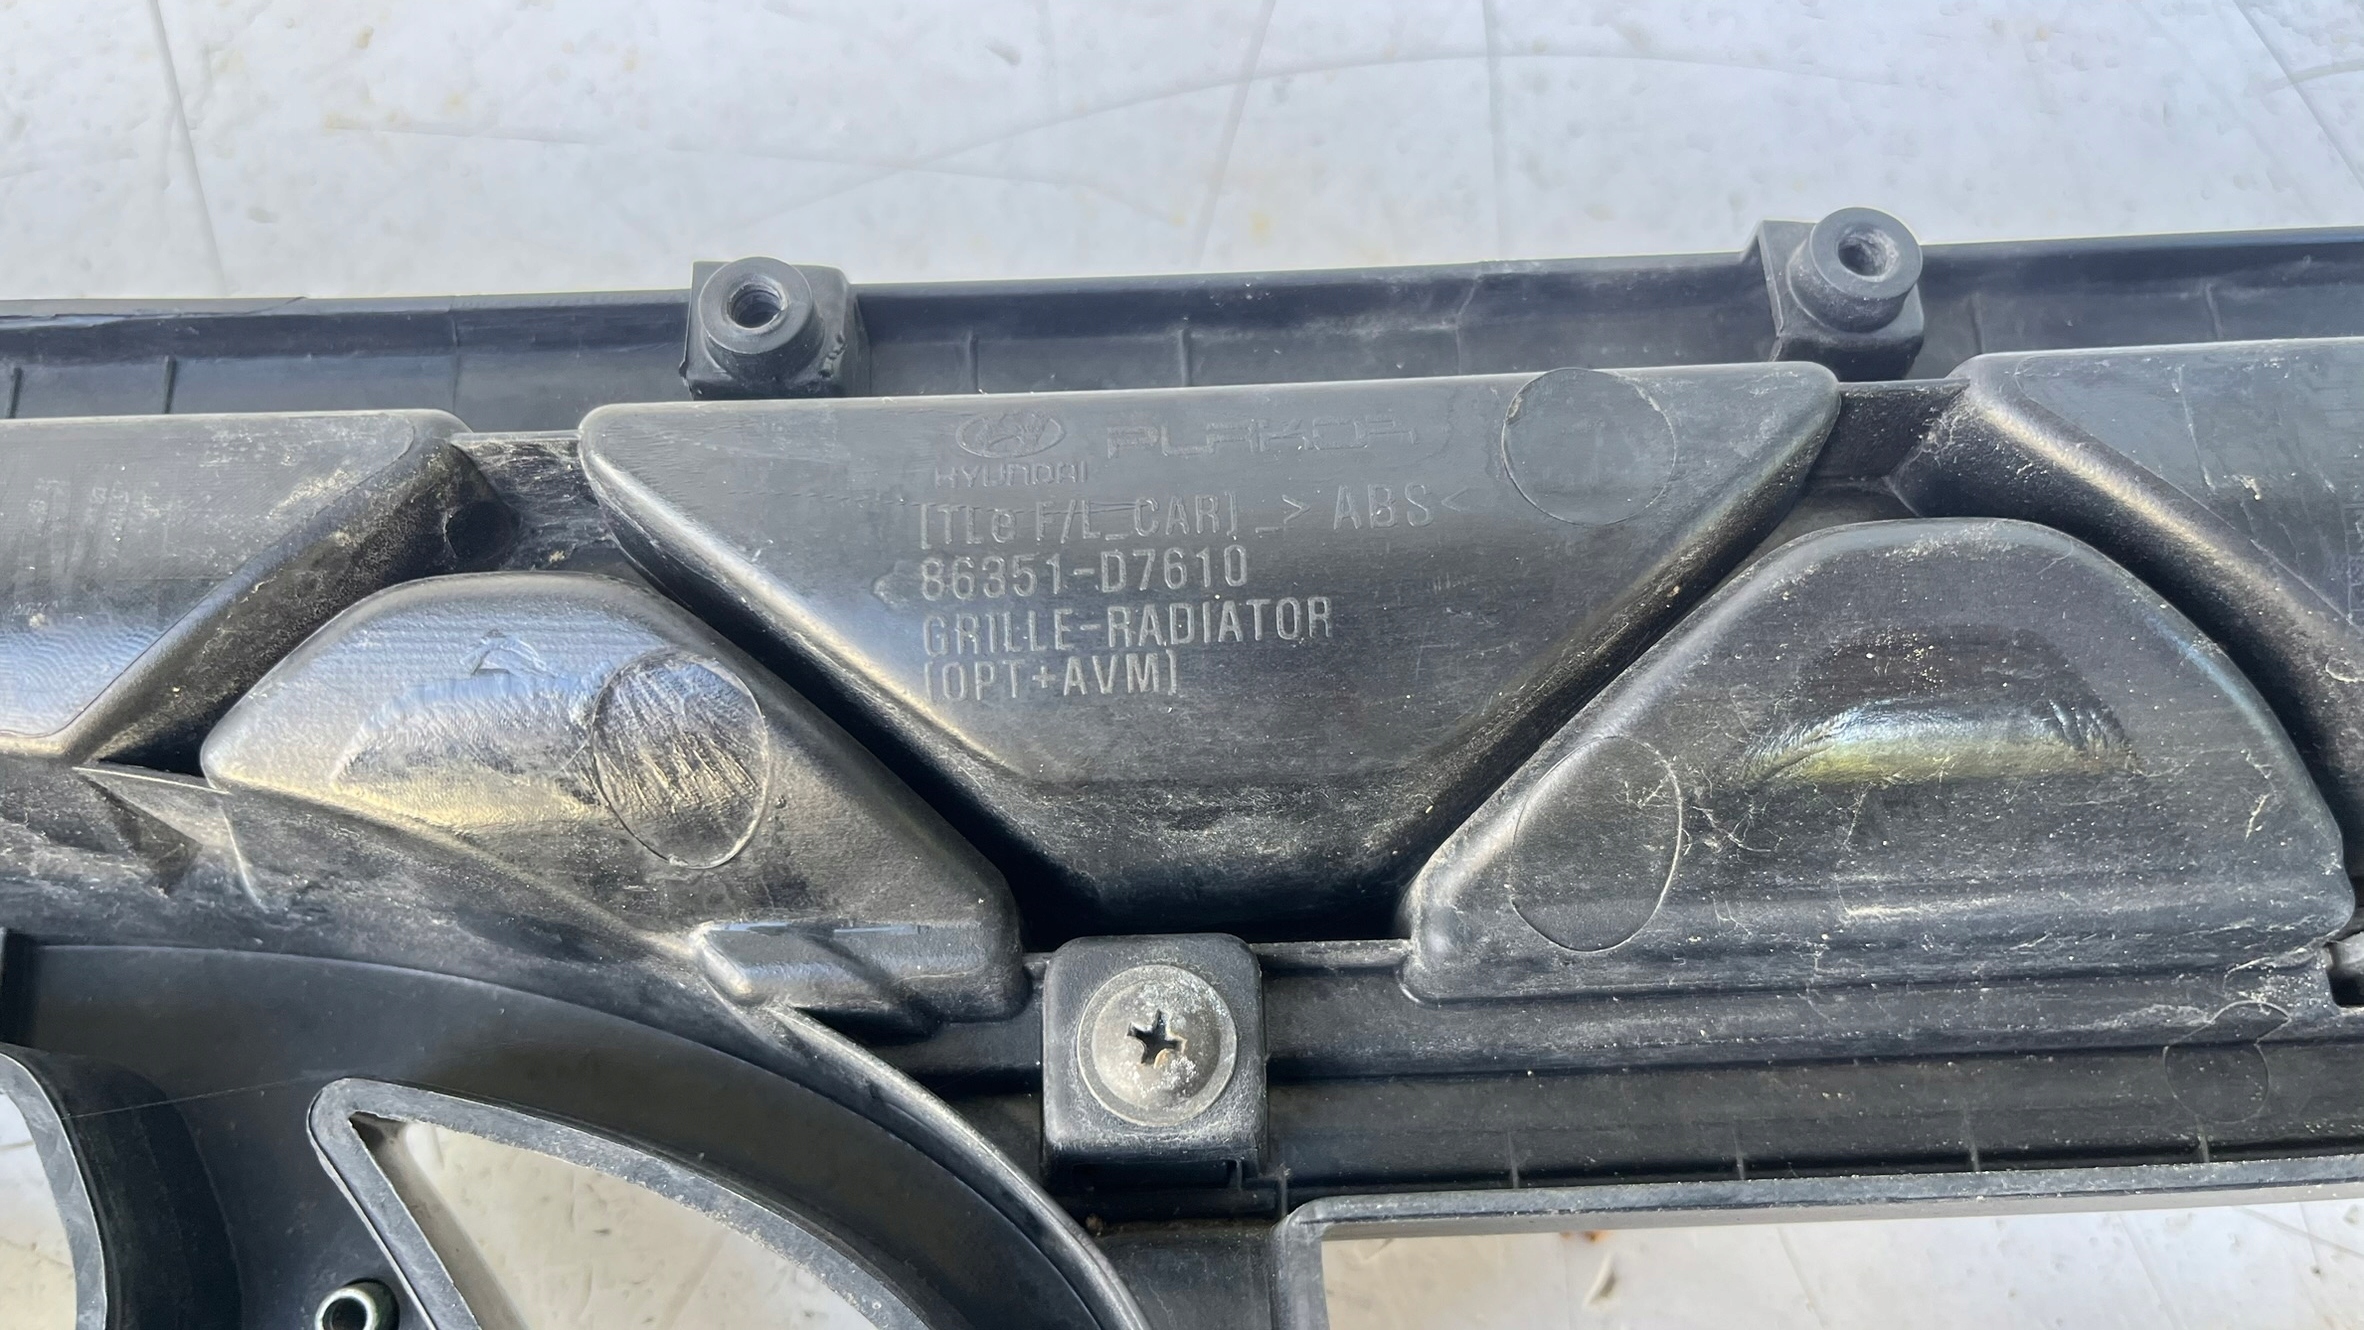 HYUNDAI PLAKOR
[TLe F/L_CAR]_>ABS<
86351-D7610
GRILLE-RADIATOR
[OPT+AVM]